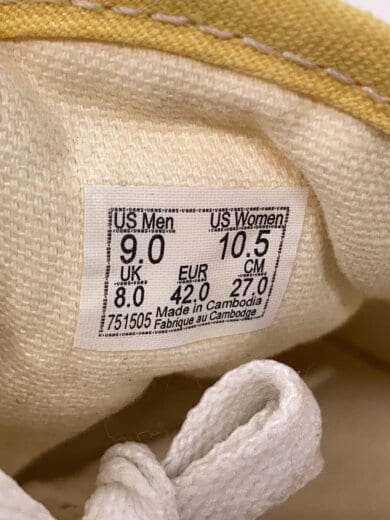 US Men US Women
9.0 10.5
UK EUR CM
8.0 42.0 27.0
751505 Made in Cambodia
Fabrique au Cambodge